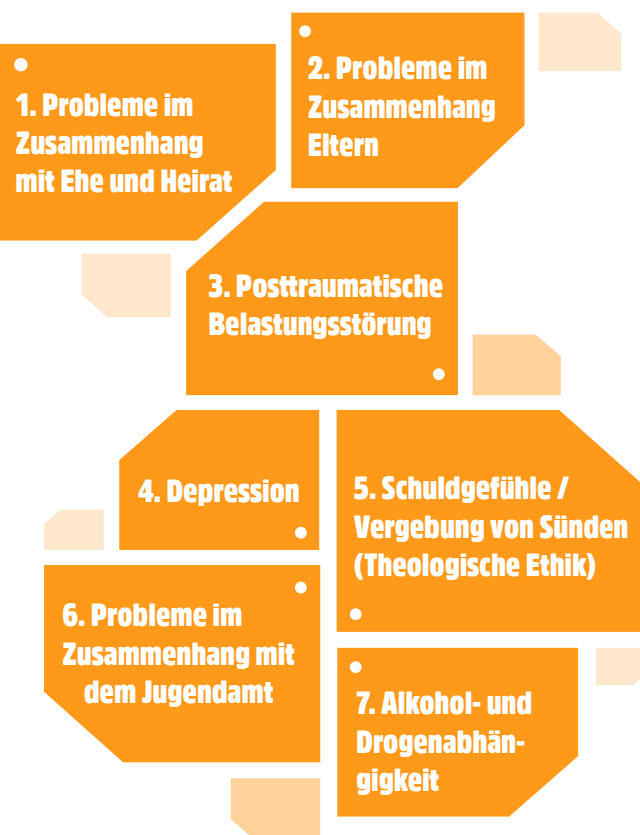 1. Probleme im
Zusammenhang
mit Ehe und Heirat
2. Probleme im
Zusammenhang
Eltern
3. Posttraumatische
Belastungsstörung
4. Depression
5. Schuldgefühle /
Vergebung von Sünden
(Theologische Ethik)
6. Probleme im
Zusammenhang mit
dem Jugendamt
7. Alkohol- und
Drogenabhän-
gigkeit